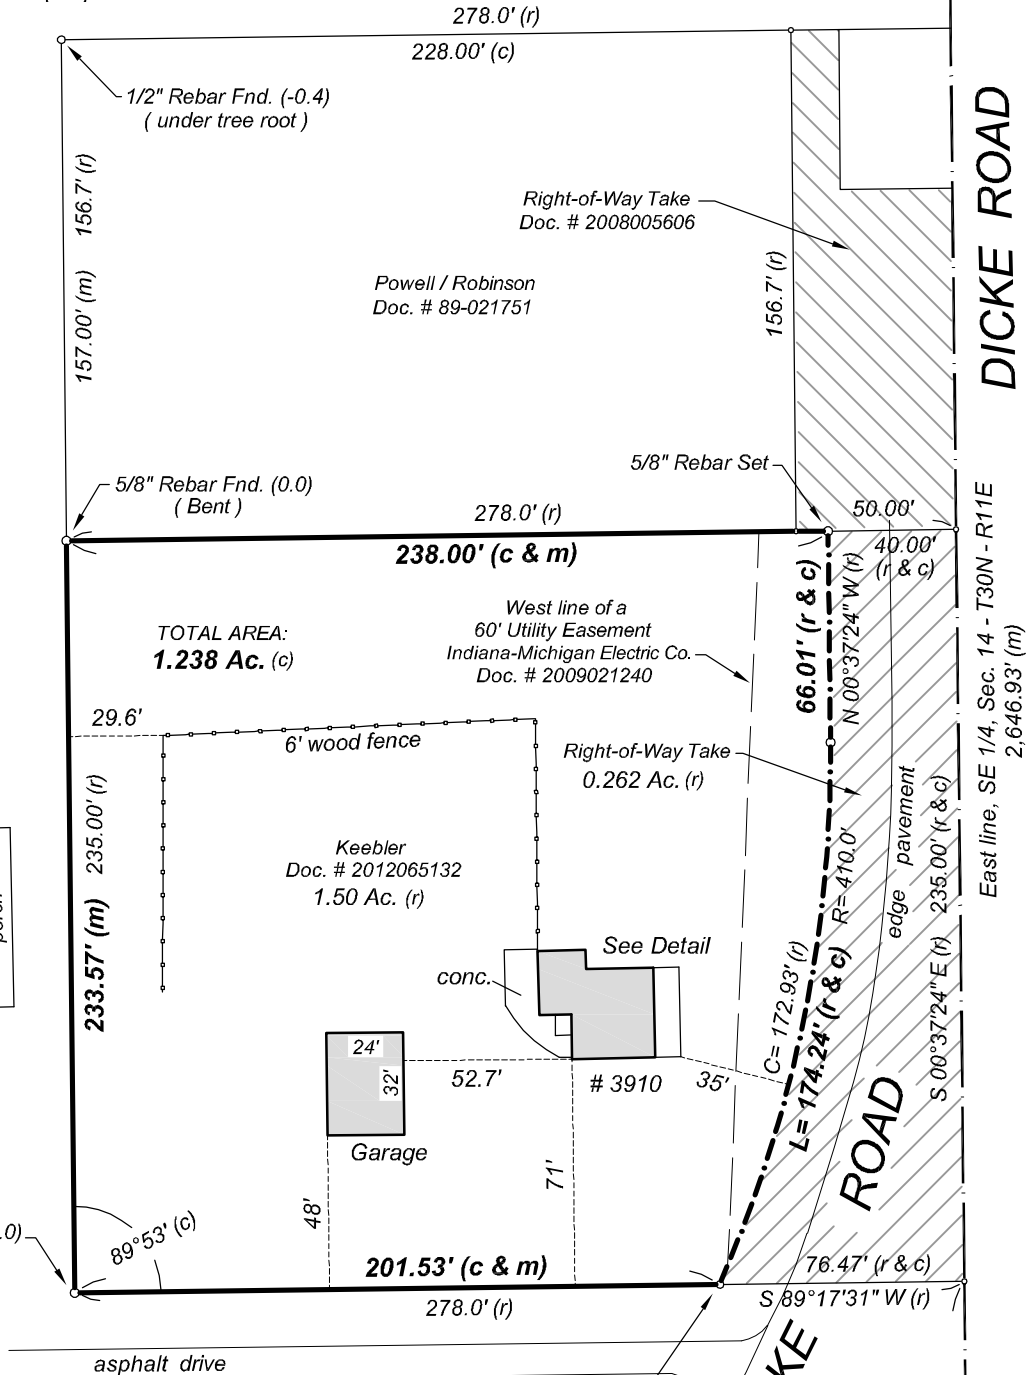 278.0' (r)
228.00' (c)
1/2" Rebar Fnd. (-0.4)
( under tree root )
156.7' (r)
157.00' (m)
Right-of-Way Take
Doc. # 2008005606
Powell / Robinson
Doc. # 89-021751
156.7' (r)
DICKE ROAD
5/8" Rebar Set
5/8" Rebar Fnd. (0.0)
( Bent )
278.0' (r)
238.00' (c & m)
50.00'
40.00'
(r & c)
East line, SE 1/4, Sec. 14 - T30N - R11E
2,646.93' (m)
West line of a
60' Utility Easement
Indiana-Michigan Electric Co.
Doc. # 2009021240
66.01' (r & c)
N 00°37'24" W (r)
TOTAL AREA:
1.238 Ac. (c)
29.6'
6' wood fence
Right-of-Way Take
0.262 Ac. (r)
235.00' (r)
233.57' (m)
Keebler
Doc. # 2012065132
1.50 Ac. (r)
R= 410.0'
edge pavement
235.00' (r & c)
S 00°37'24" E (r)
See Detail
conc.
C= 172.93' (r)
L= 174.24' (r & c)
24'
32'
52.7'
# 3910
35'
Garage
ROAD
48'
71'
89°53' (c)
.0)
201.53' (c & m)
278.0' (r)
76.47' (r & c)
S 89°17'31" W (r)
asphalt drive
KE